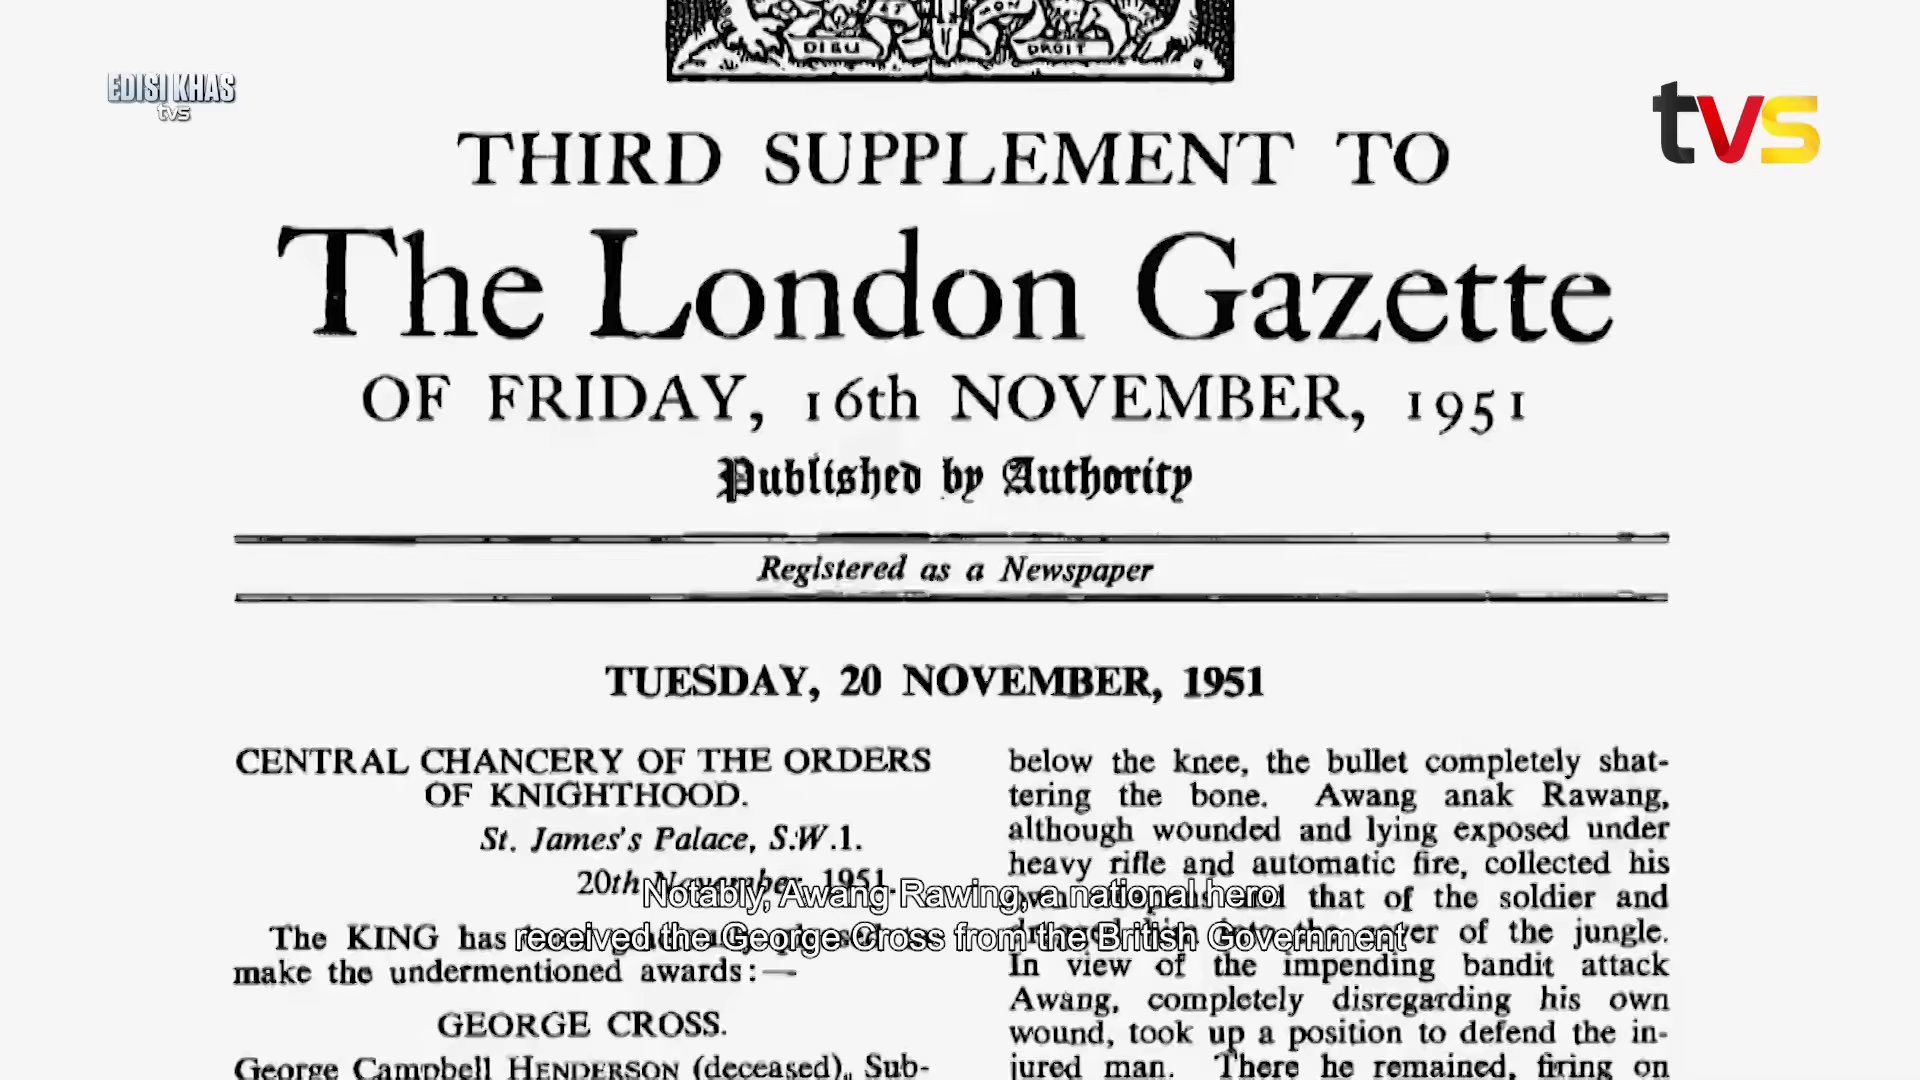 DIEU
DROIT
EDISI KHAS
tvs
tvs
THIRD SUPPLEMENT TO
The London Gazette
OF FRIDAY, 16th NOVEMBER, 1951
Published by Authority
Registered as a Newspaper
TUESDAY, 20 NOVEMBER, 1951
CENTRAL CHANCERY OF THE ORDERS
OF KNIGHTHOOD.
St. James's Palace, S.W.1.
20th November, 1951.
The KING has
make the undermentioned awards:—
GEORGE CROSS.
George Campbell HENDERSON (deceased), Sub-
below the knee, the bullet completely shat-
tering the bone. Awang anak Rawang,
although wounded and lying exposed under
heavy rifle and automatic fire, collected his
own that of the soldier and
cover of the jungle.
In view of the impending bandit attack
Awang, completely disregarding his own
wound, took up a position to defend the in-
jured man. There he remained, firing on
Notably, Awang Rawing, a national hero
received the George Cross from the British Government